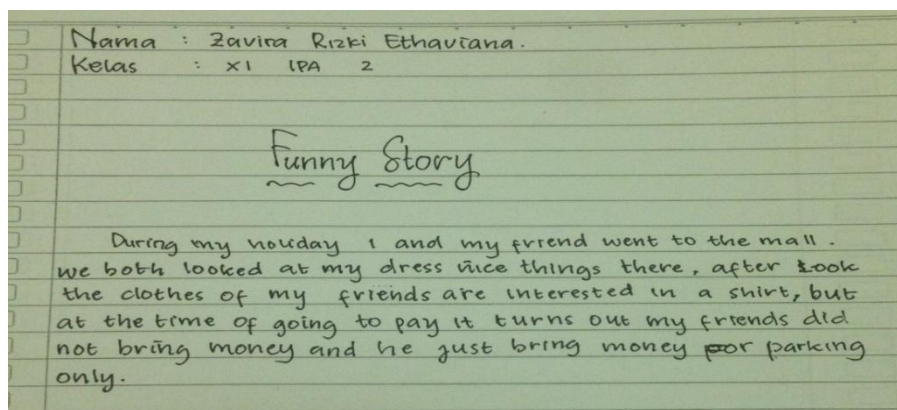 Nama : Zavira Rizki Ethaviana.
Kelas : XI IPA 2
Funny Story
During my holiday I and my friend went to the mall.
we both looked at my dress nice things there, after look
the clothes of my friends are interested in a shirt, but
at the time of going to pay it turns out my friends did
not bring money and he just bring money for parking
only.